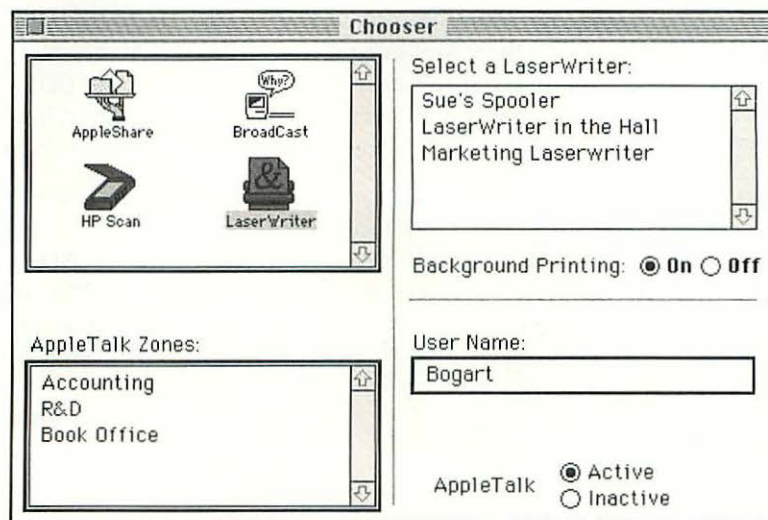 Chooser
Why?
AppleShare
BroadCast
&
HP Scan
LaserWriter
AppleTalk Zones:
Accounting
R&D
Book Office
Select a LaserWriter:
Sue's Spooler
LaserWriter in the Hall
Marketing Laserwriter
Background Printing: On Off
User Name:
Bogart
AppleTalk
Active
Inactive